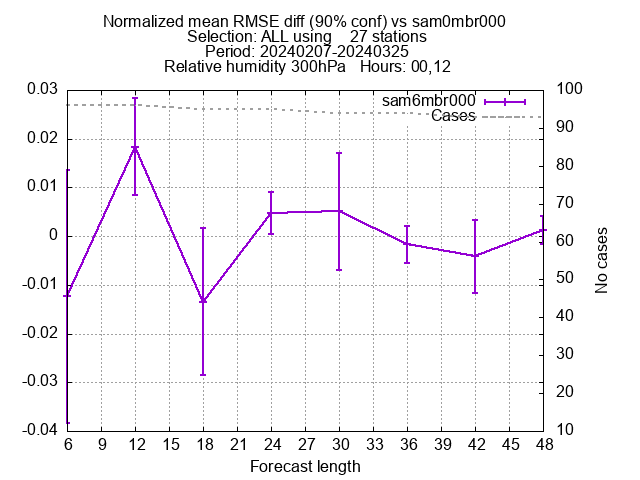 Normalized mean RMSE diff (90% conf) vs sam0mbr000
Selection: ALL using    27 stations
Period: 20240207-20240325
Relative humidity 300hPa   Hours: 00,12
sam6mbr000
Cases
0.03
0.02
0.01
0
-0.01
-0.02
-0.03
-0.04
100
90
80
70
60
50
40
30
20
10
No cases
6 9 12 15 18 21 24 27 30 33 36 39 42 45 48
Forecast length